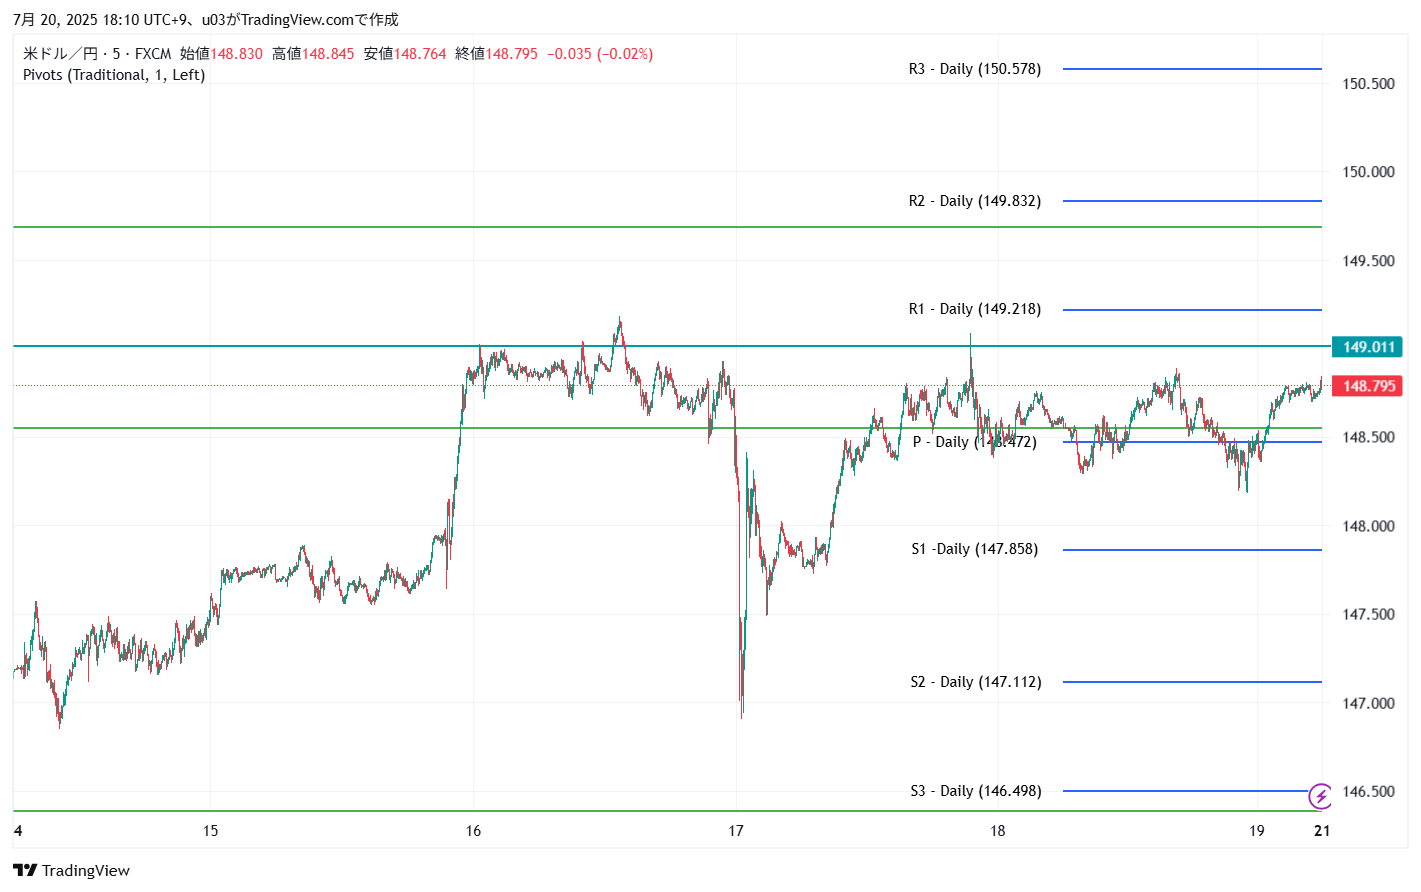 7月 20, 2025 18:10 UTC+9、u03がTradingView.comで作成
米ドル／円・5・FXCM 始値148.830 高値148.845 安値148.764 終値148.795 −0.035 (−0.02%)
Pivots (Traditional, 1, Left)
R3 - Daily (150.578)
150.500
150.000
R2 - Daily (149.832)
149.500
R1 - Daily (149.218)
149.011
148.795
148.500
P - Daily (148.472)
148.000
S1 -Daily (147.858)
147.500
S2 - Daily (147.112)
147.000
S3 - Daily (146.498)
146.500
4 15 16 17 18 19 21
TradingView